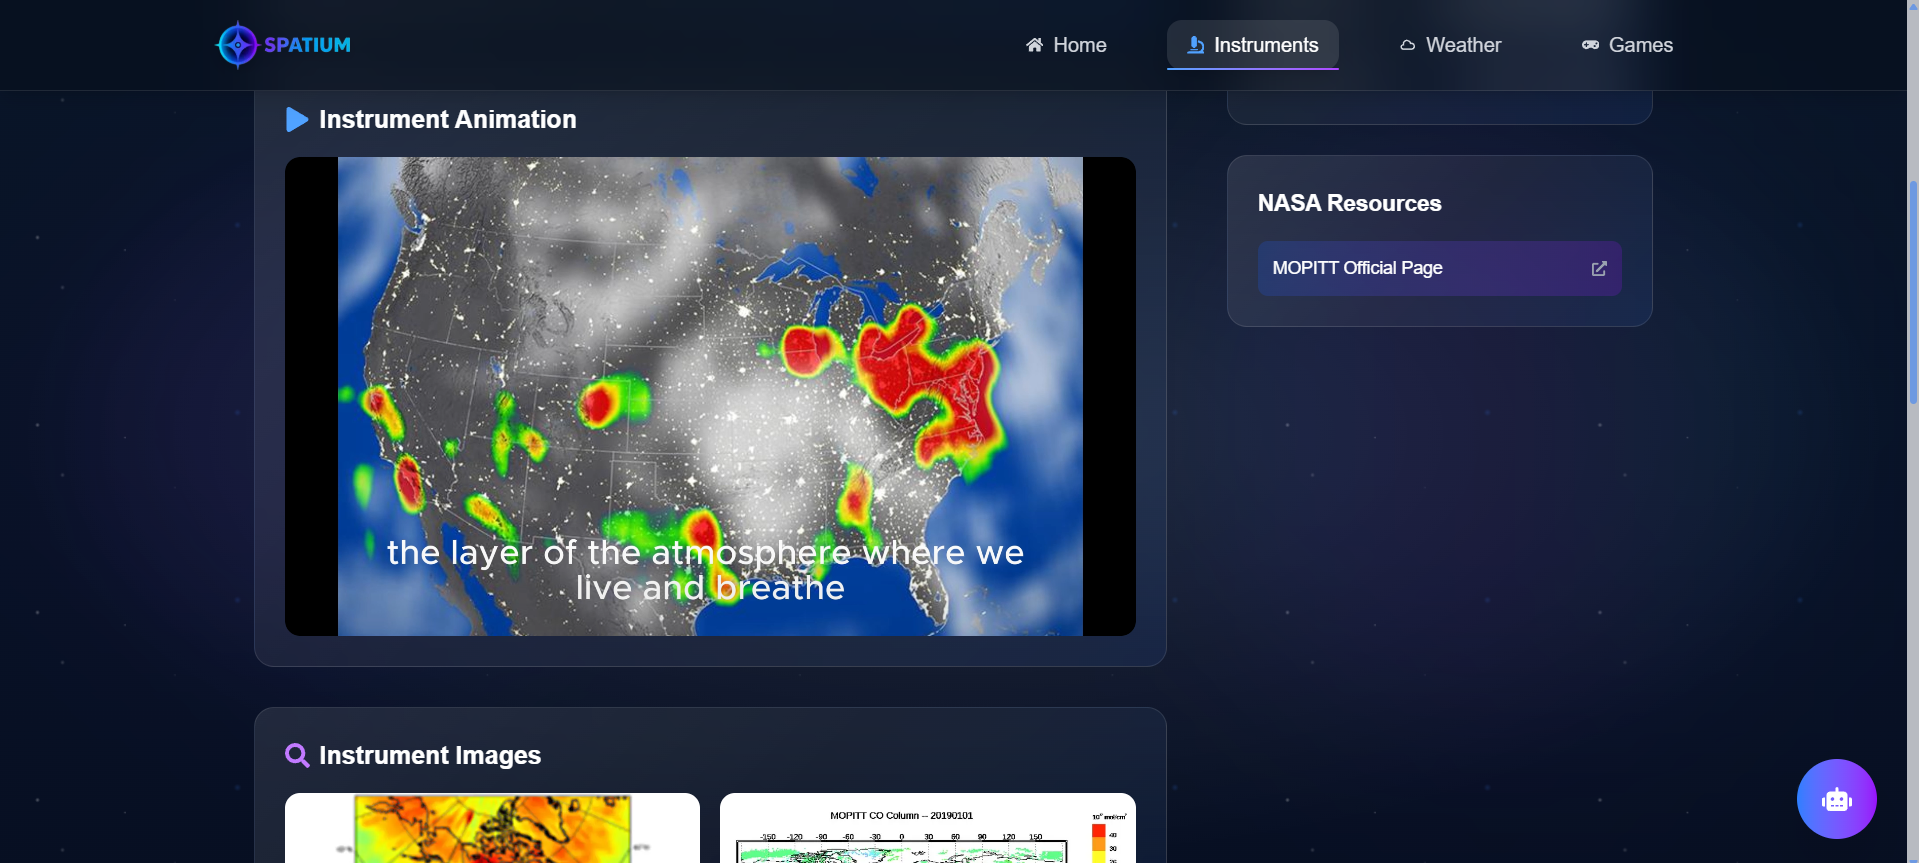 SPATIUM
Home
Instruments
Weather
Games
Instrument Animation
the layer of the atmosphere where we
live and breathe
NASA Resources
MOPITT Official Page
Instrument Images
MOPITT CO Column -- 20190101
-150 -120 -90 -60 -30 0 30 60 90 120 150
40
30